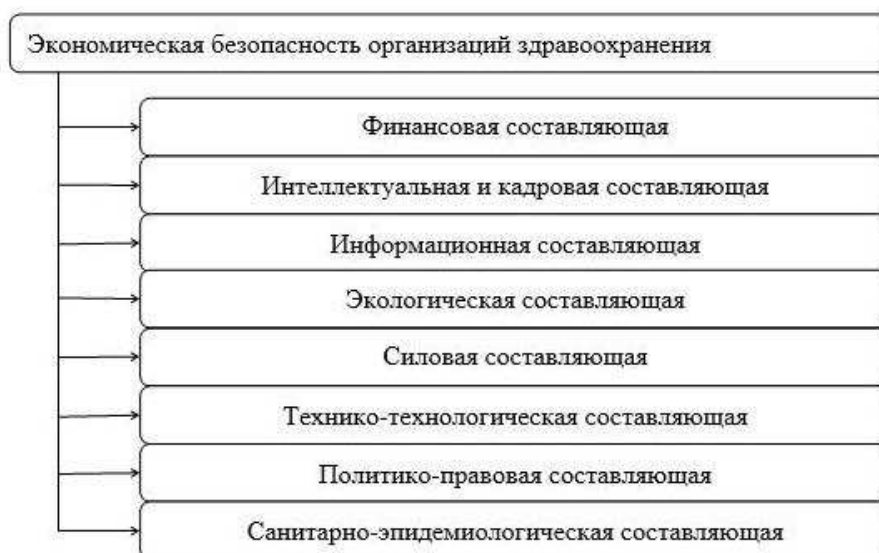 Экономическая безопасность организаций здравоохранения
Финансовая составляющая
Интеллектуальная и кадровая составляющая
Информационная составляющая
Экологическая составляющая
Силовая составляющая
Технико-технологическая составляющая
Политико-правовая составляющая
Санитарно-эпидемиологическая составляющая